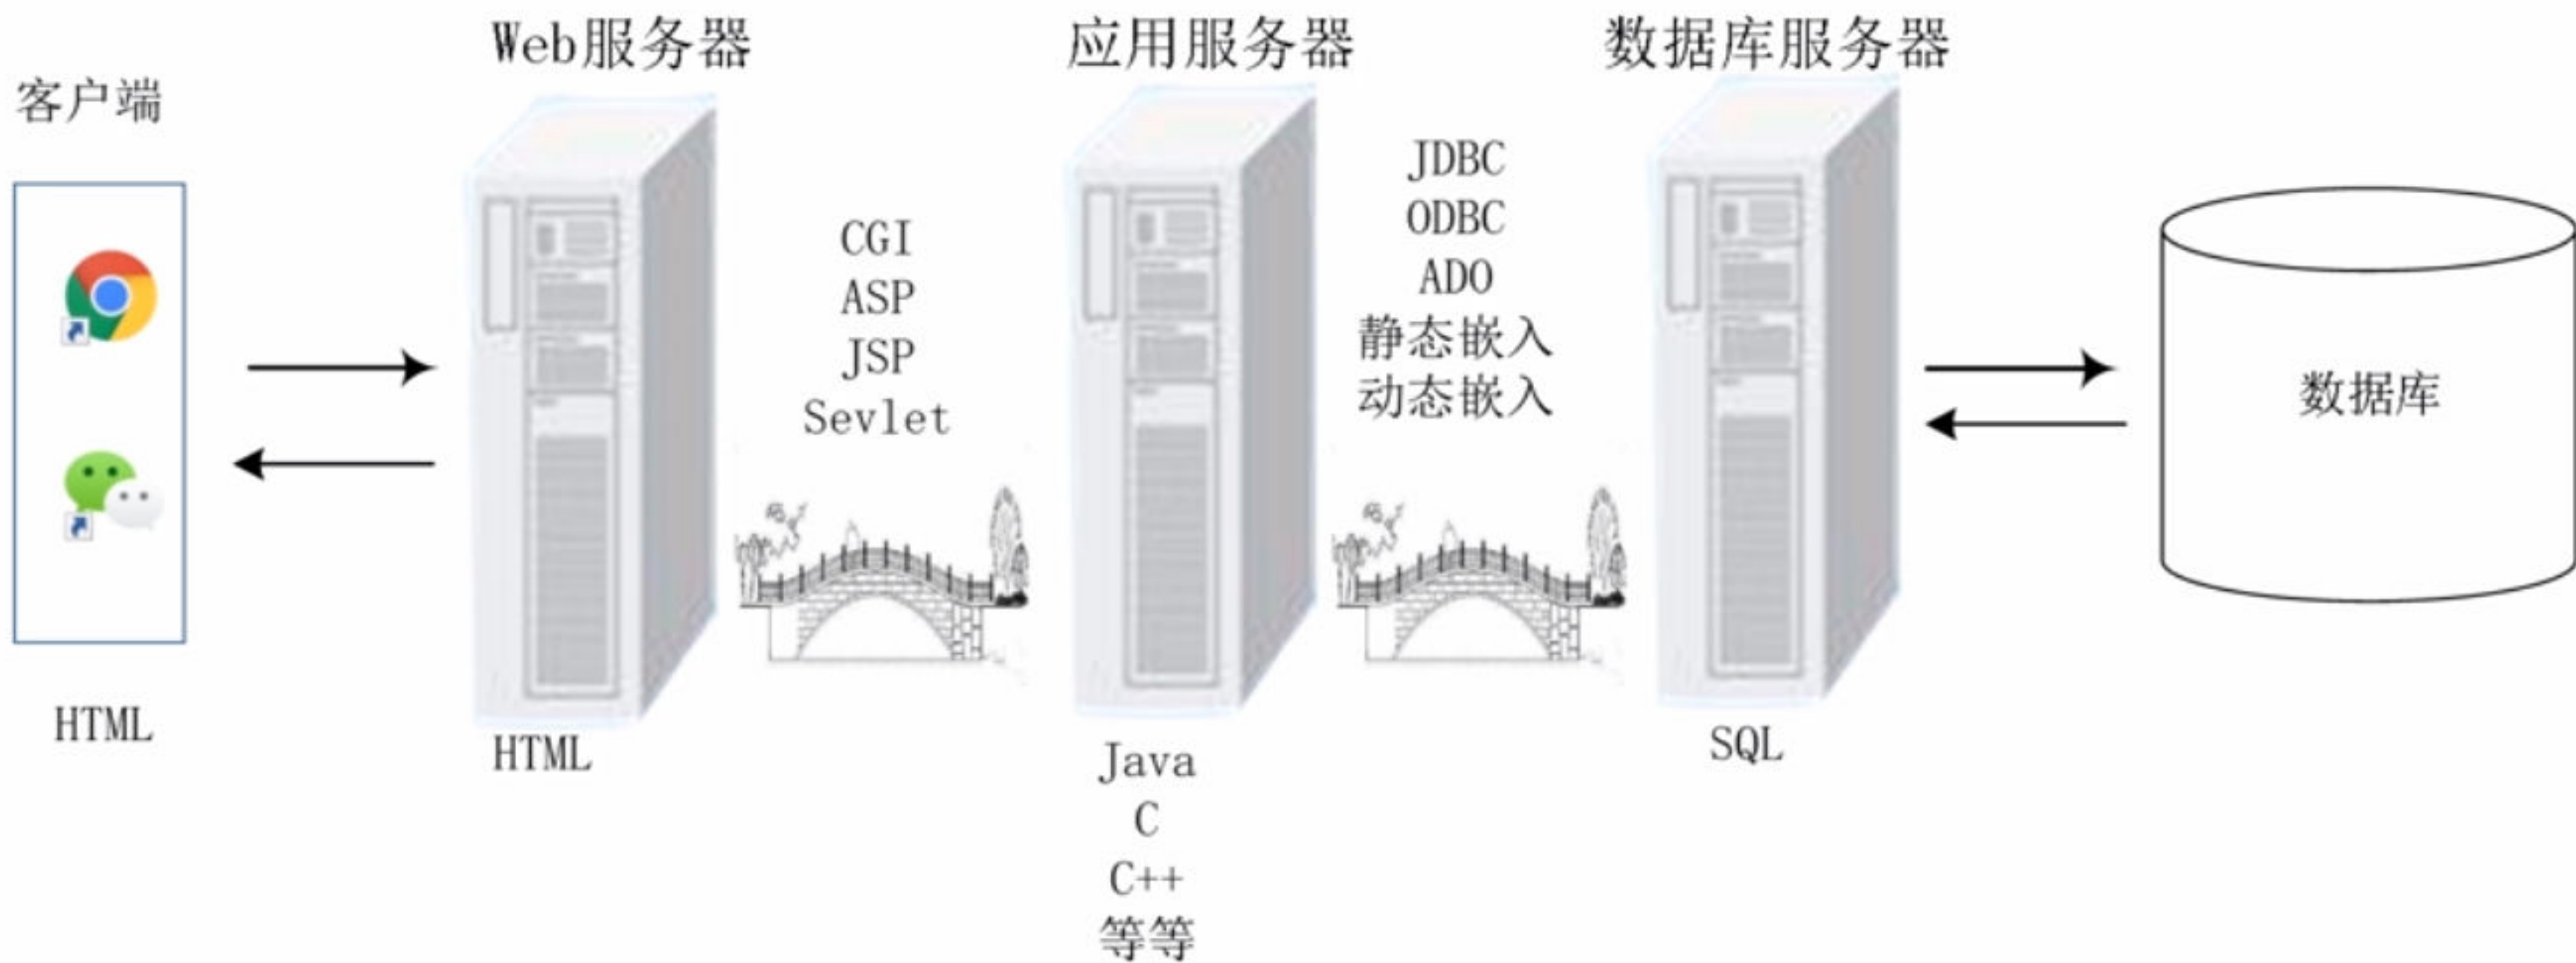 客户端
HTML
Web服务器
HTML
CGI
ASP
JSP
Sevlet
应用服务器
Java
C
C++
等等
JDBC
ODBC
ADO
静态嵌入
动态嵌入
数据库服务器
SQL
数据库